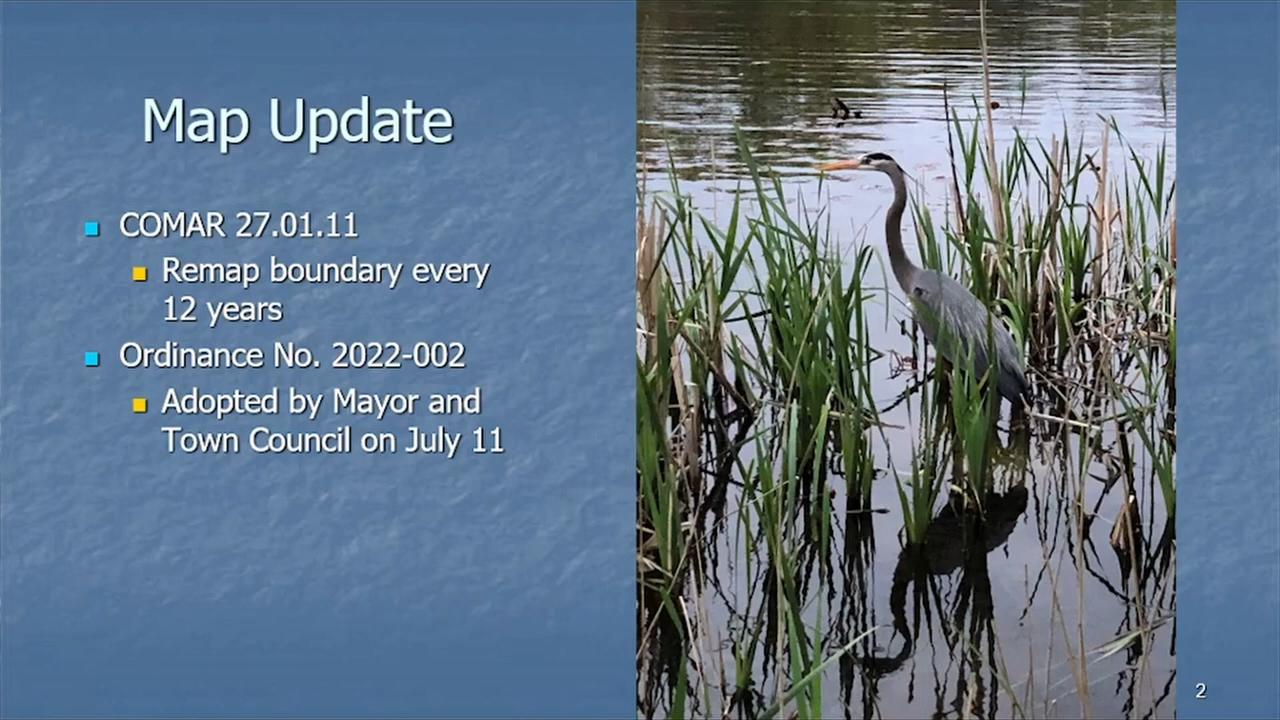 Map Update
COMAR 27.01.11
Remap boundary every
12 years
Ordinance No. 2022-002
Adopted by Mayor and
Town Council on July 11
2